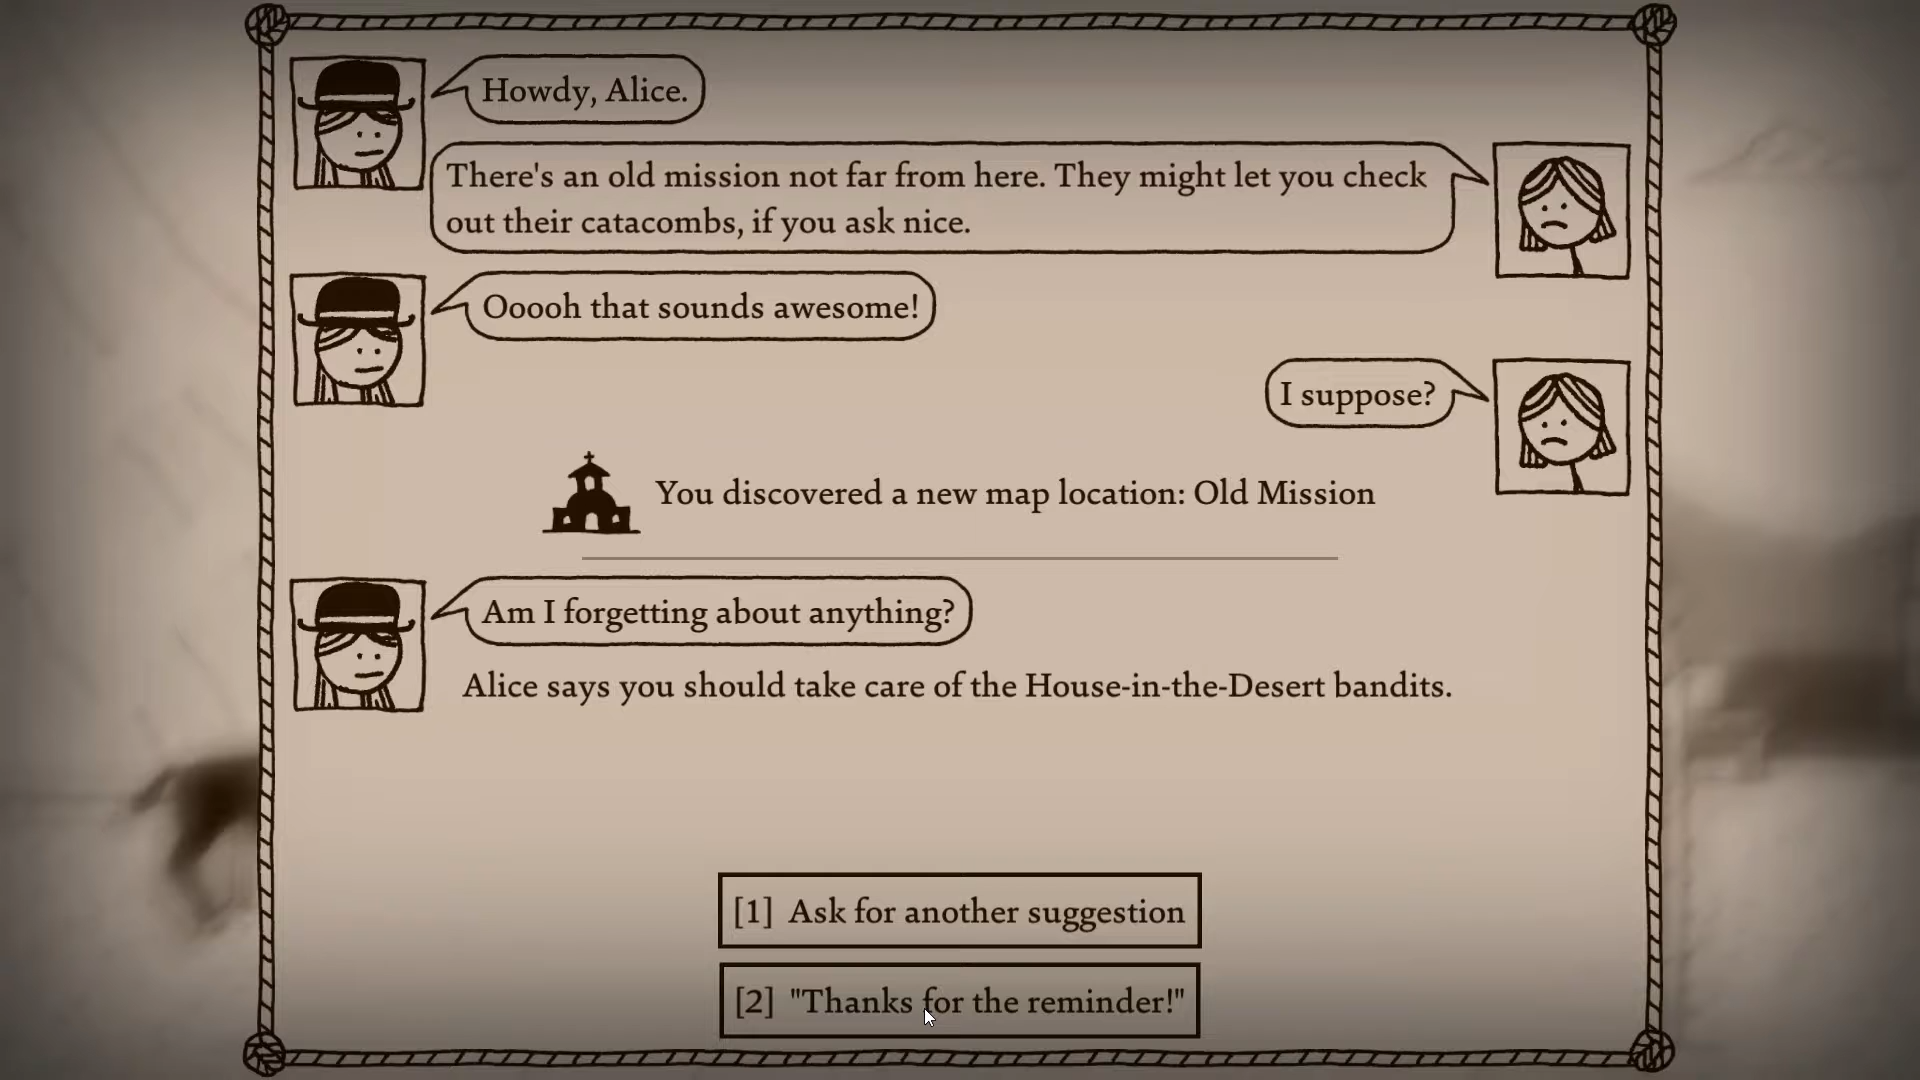 Howdy, Alice.
There's an old mission not far from here. They might let you check
out their catacombs, if you ask nice.
Ooooh that sounds awesome!
I suppose?
You discovered a new map location: Old Mission
Am I forgetting about anything?
Alice says you should take care of the House-in-the-Desert bandits.
[1] Ask for another suggestion
[2] "Thanks for the reminder!"